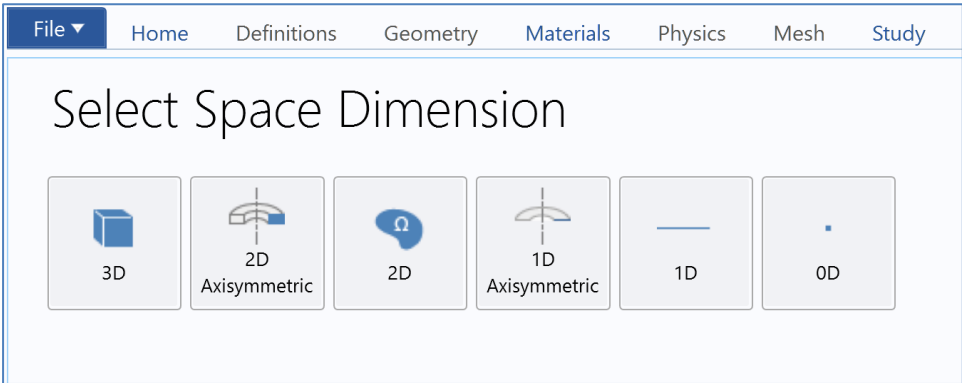 File Home Definitions Geometry Materials Physics Mesh Study
Select Space Dimension
Ω
3D
2D
Axisymmetric
2D
1D
Axisymmetric
1D
0D